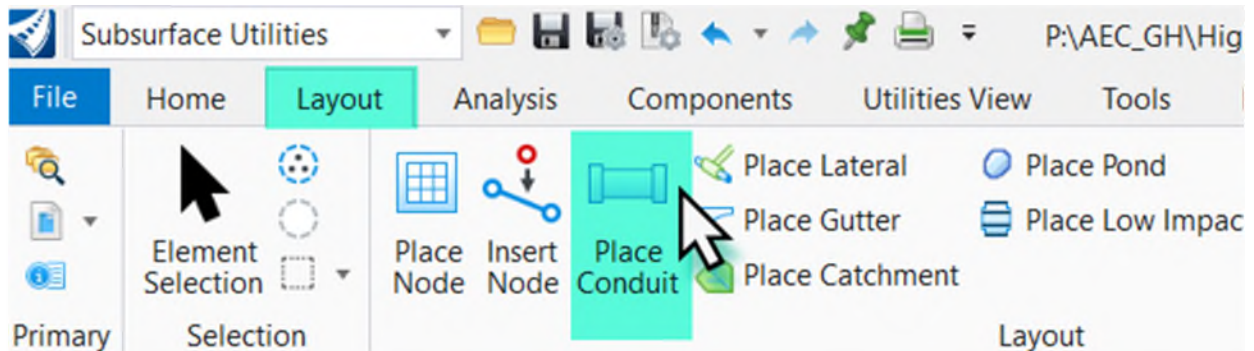 Subsurface Utilities P:\AEC_GH\Hig
File Home Layout Analysis Components Utilities View Tools
Place Lateral Place Pond
Place Gutter Place Low Impac
Element Selection Place Node Insert Node Place Conduit
Place Catchment
Primary Selection Layout